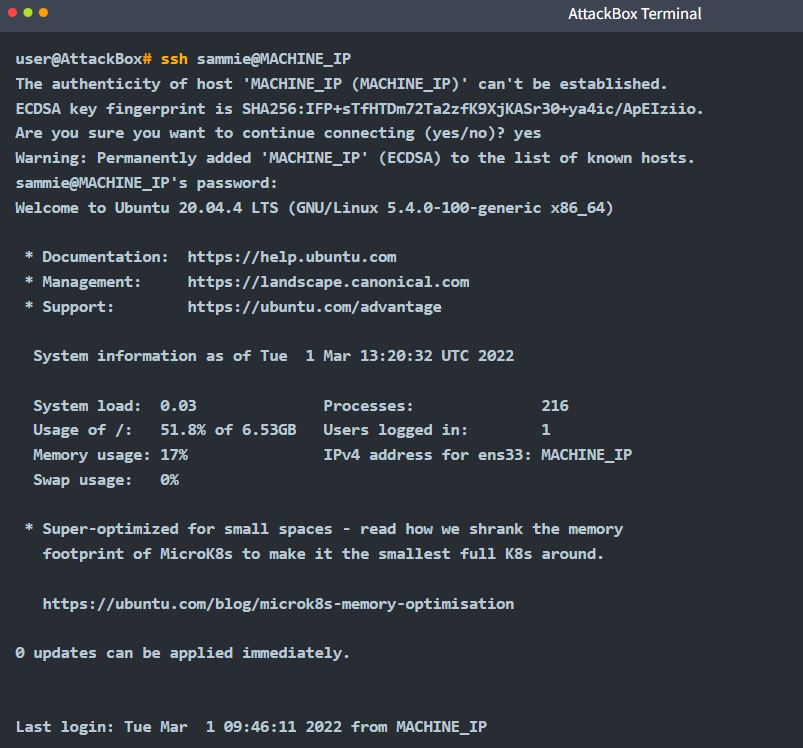 AttackBox Terminal
user@AttackBox# ssh sammie@MACHINE_IP
The authenticity of host 'MACHINE_IP (MACHINE_IP)' can't be established.
ECDSA key fingerprint is SHA256:IFP+sTfHTDm72Ta2zfK9XjKASr30+ya4ic/ApEIziio.
Are you sure you want to continue connecting (yes/no)? yes
Warning: Permanently added 'MACHINE_IP' (ECDSA) to the list of known hosts.
sammie@MACHINE_IP's password:
Welcome to Ubuntu 20.04.4 LTS (GNU/Linux 5.4.0-100-generic x86_64)
* Documentation:  https://help.ubuntu.com
* Management:     https://landscape.canonical.com
* Support:        https://ubuntu.com/advantage
System information as of Tue  1 Mar 13:20:32 UTC 2022
System load:  0.03              Processes:              216
Usage of /:   51.8% of 6.53GB   Users logged in:        1
Memory usage: 17%               IPv4 address for ens33: MACHINE_IP
Swap usage:   0%
* Super-optimized for small spaces - read how we shrank the memory
footprint of MicroK8s to make it the smallest full K8s around.
https://ubuntu.com/blog/microk8s-memory-optimisation
0 updates can be applied immediately.
Last login: Tue Mar  1 09:46:11 2022 from MACHINE_IP